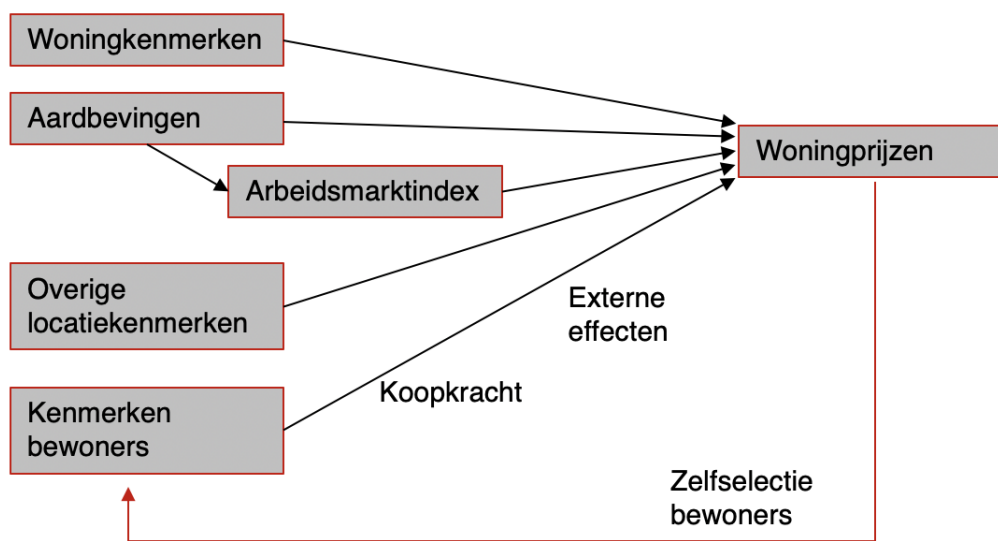 Woningkenmerken
Aardbevingen
Woningprijzen
Arbeidsmarktindex
Overige
locatiekenmerken
Externe
effecten
Koopkracht
Kenmerken
bewoners
Zelfselectie
bewoners